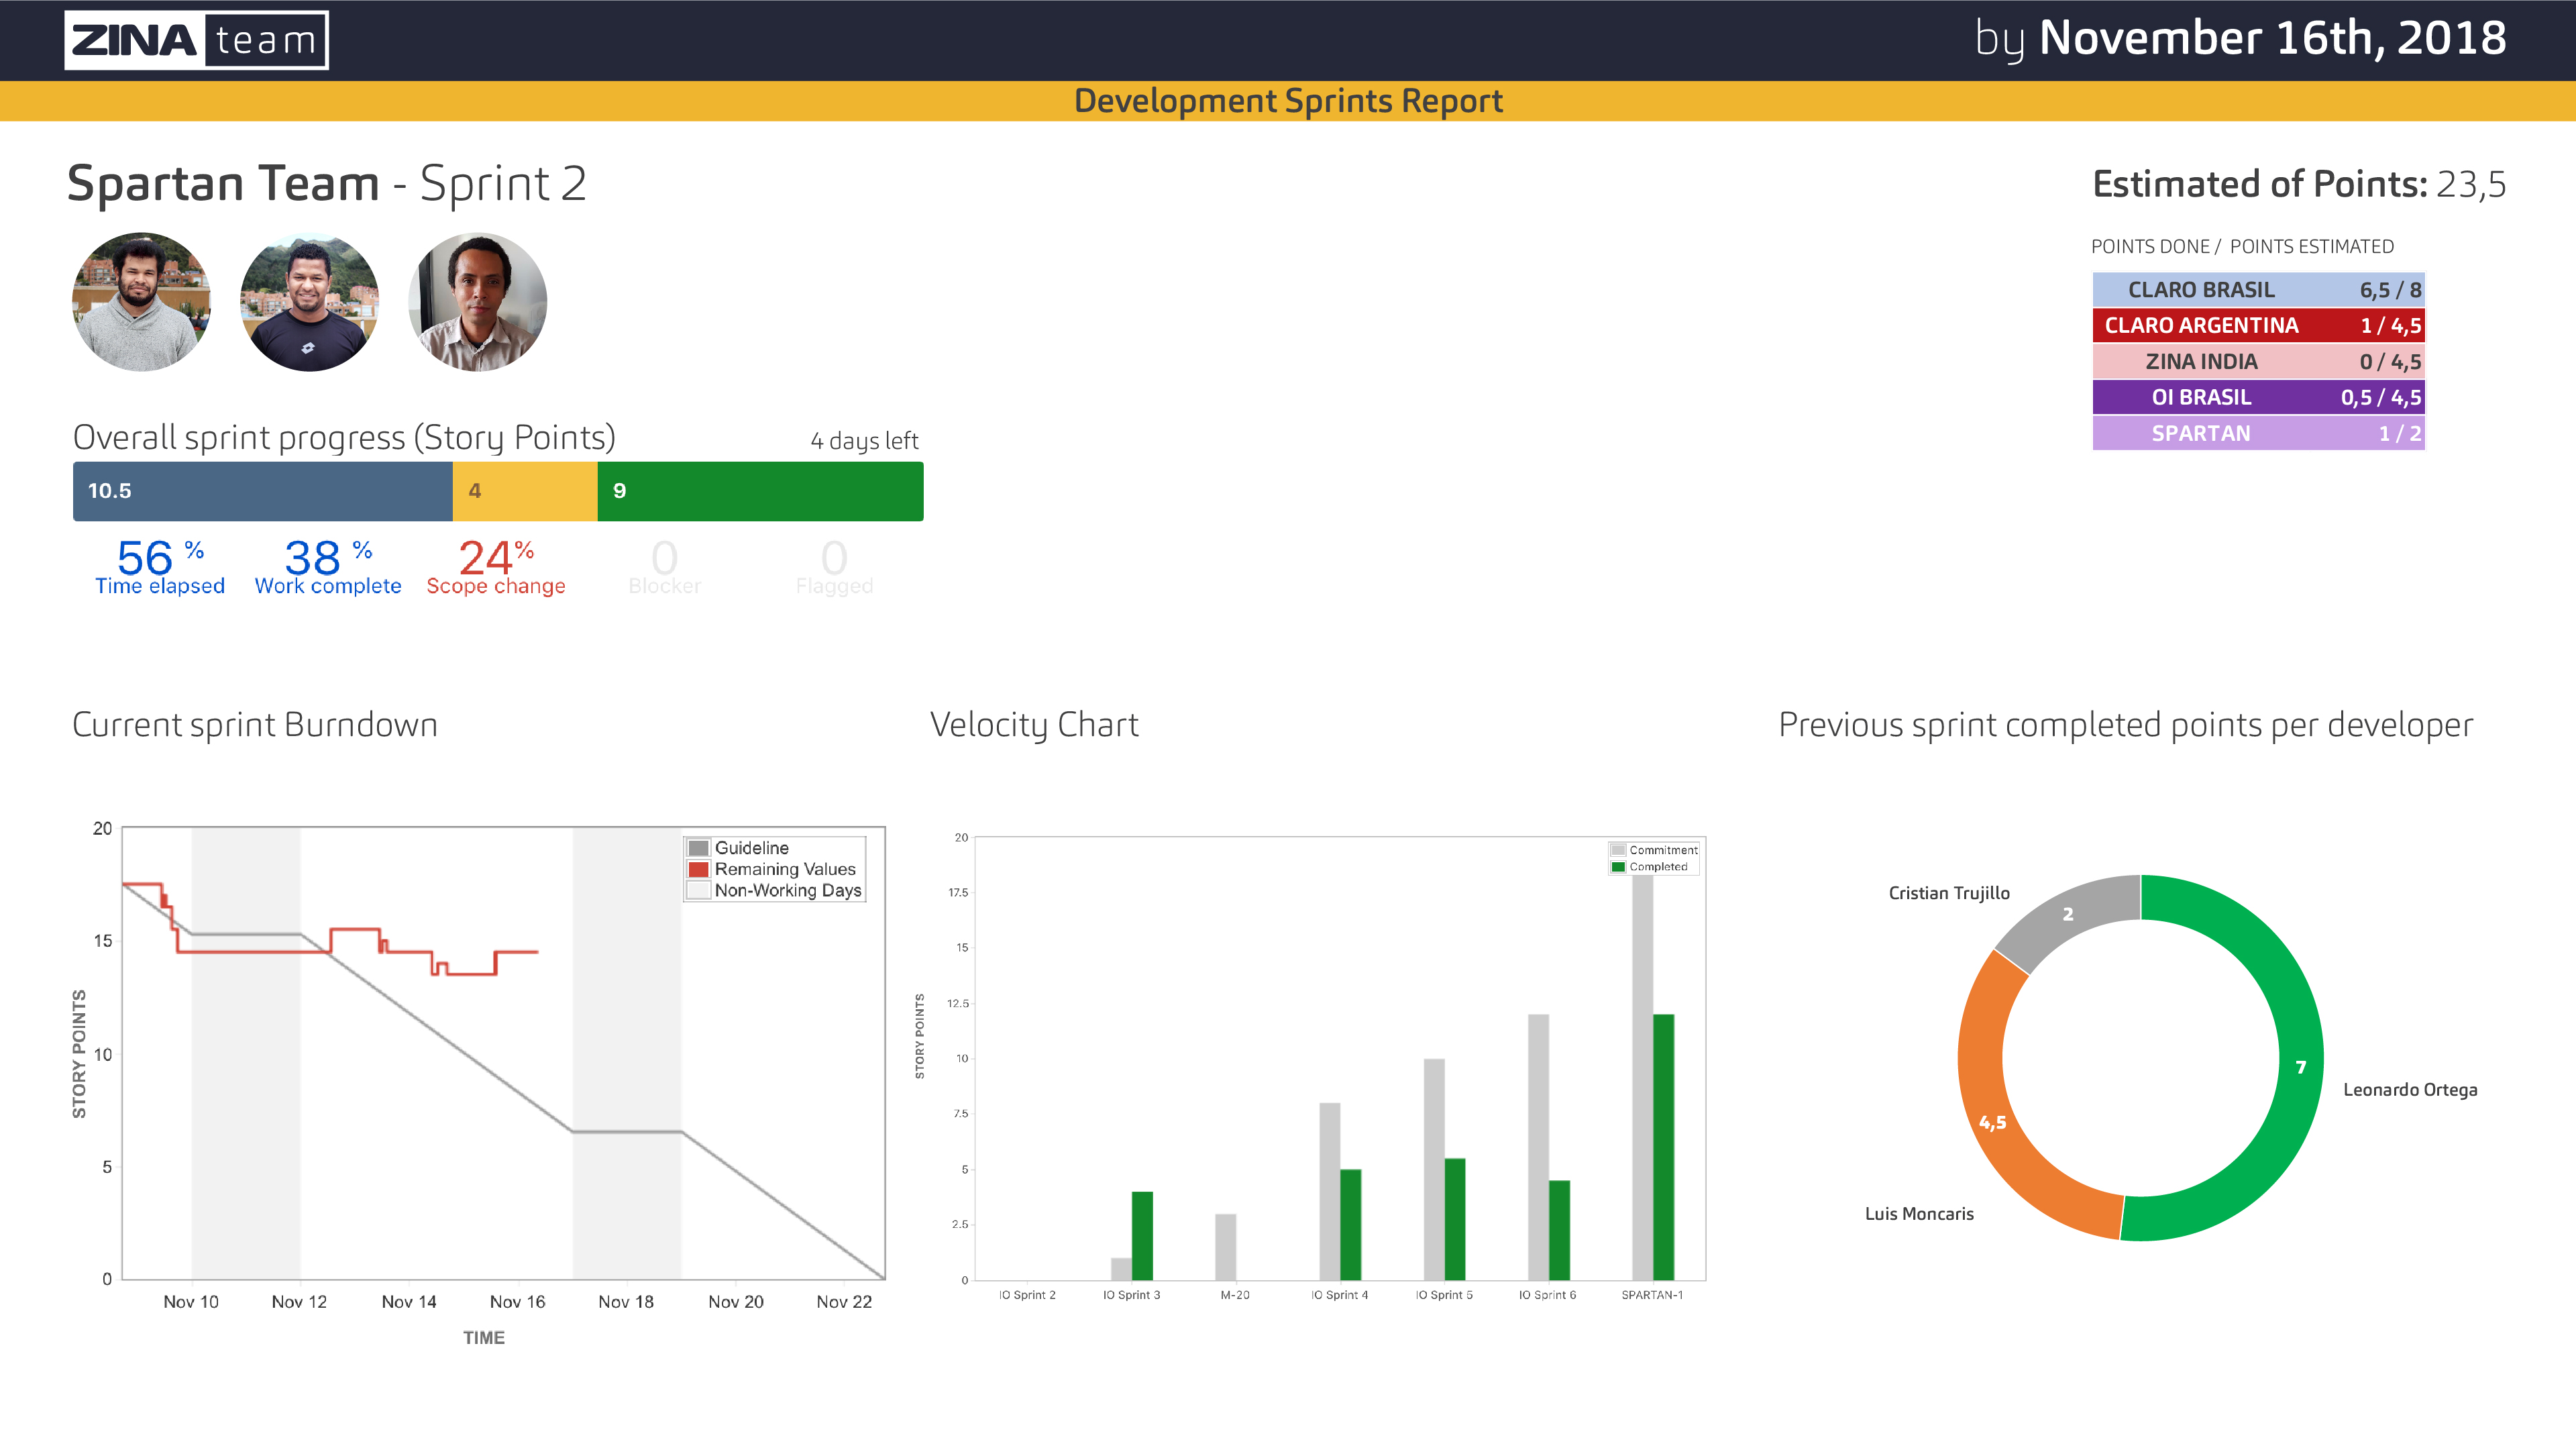 ZINA team
by November 16th, 2018
Development Sprints Report
Spartan Team - Sprint 2
Estimated of Points: 23,5
POINTS DONE / POINTS ESTIMATED
CLARO BRASIL 6,5 / 8
CLARO ARGENTINA 1 / 4,5
ZINA INDIA 0 / 4,5
OI BRASIL 0,5 / 4,5
SPARTAN 1 / 2
Overall sprint progress (Story Points) 4 days left
10.5 4 9
56 % 38 % 24% 0 0
Time elapsed Work complete Scope change Blocker Flagged
Current sprint Burndown
20
15
10
5
0
STORY POINTS
Guideline
Remaining Values
Non-Working Days
Nov 10 Nov 12 Nov 14 Nov 16 Nov 18 Nov 20 Nov 22
TIME
Velocity Chart
20
17.5
15
12.5
10
7.5
5
2.5
0
STORY POINTS
Commitment
Completed
IO Sprint 2 IO Sprint 3 M-20 IO Sprint 4 IO Sprint 5 IO Sprint 6 SPARTAN-1
Previous sprint completed points per developer
Cristian Trujillo
2
7
Leonardo Ortega
4,5
Luis Moncaris